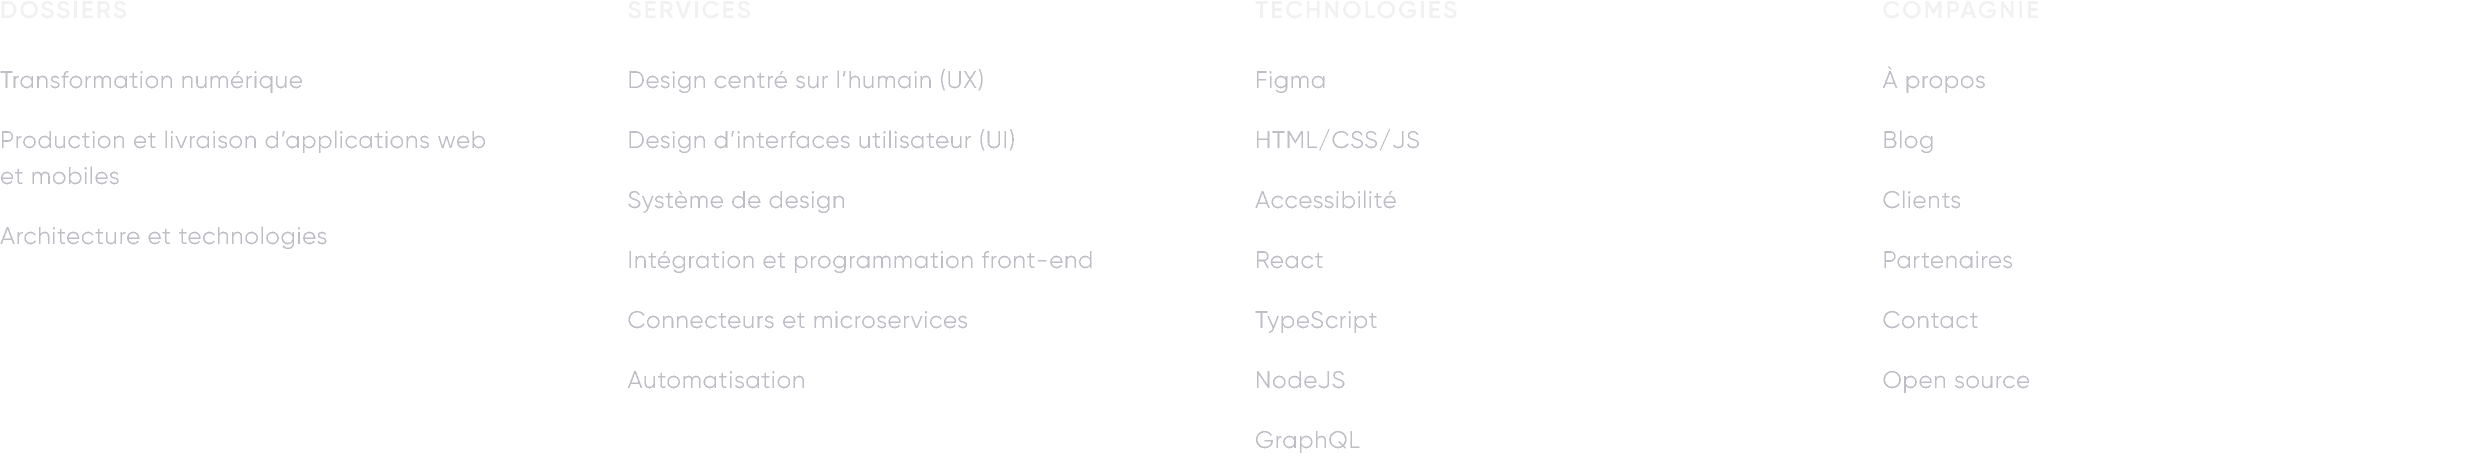 DOSSIERS
Transformation numérique
Production et livraison d’applications web
et mobiles
Architecture et technologies
SERVICES
Design centré sur l’humain (UX)
Design d’interfaces utilisateur (UI)
Système de design
Intégration et programmation front-end
Connecteurs et microservices
Automatisation
TECHNOLOGIES
Figma
HTML/CSS/JS
Accessibilité
React
TypeScript
NodeJS
GraphQL
COMPAGNIE
À propos
Blog
Clients
Partenaires
Contact
Open source